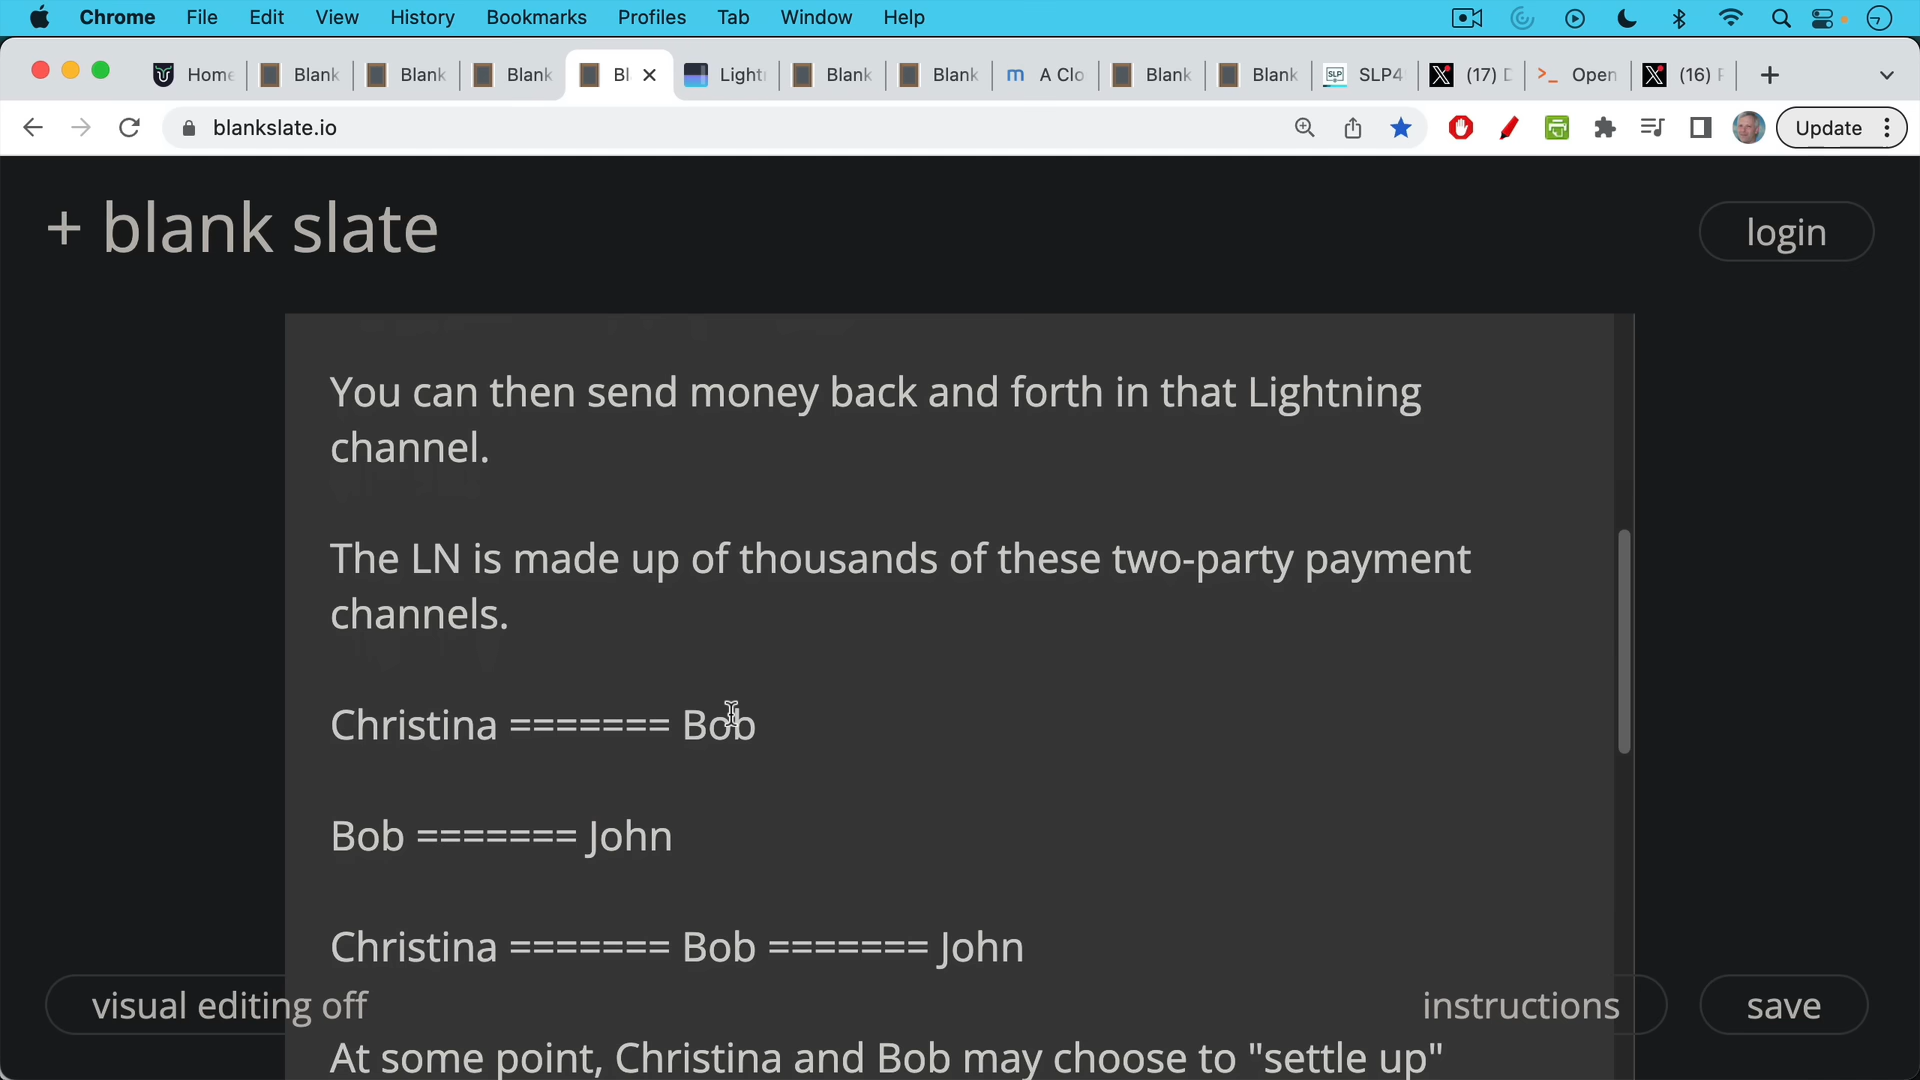 Chrome File Edit View History Bookmarks Profiles Tab Window Help
Home Blank Blank Blank Bl Light Blank Blank m A Clo Blank Blank SLP SLP4 X (17) D >_ Open X (16) F
blankslate.io Update
+ blank slate login
You can then send money back and forth in that Lightning
channel.
The LN is made up of thousands of these two-party payment
channels.
Christina ======= Bob
Bob ======= John
Christina ======= Bob ======= John
visual editing off instructions save
At some point, Christina and Bob may choose to "settle up"